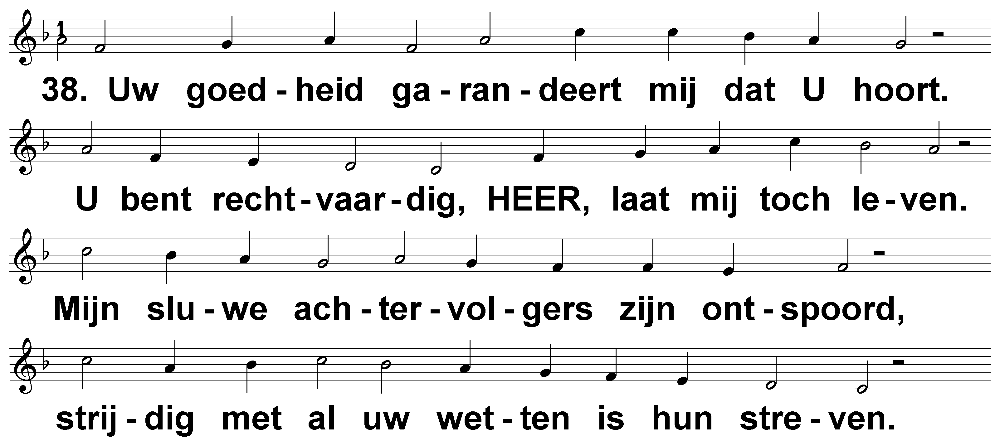 1
38. Uw goed - heid ga - ran - deert mij dat U hoort.
U bent recht - vaar - dig, HEER, laat mij toch le - ven.
Mijn slu - we ach - ter - vol - gers zijn ont - spoord,
strij - dig met al uw wet - ten is hun stre - ven.